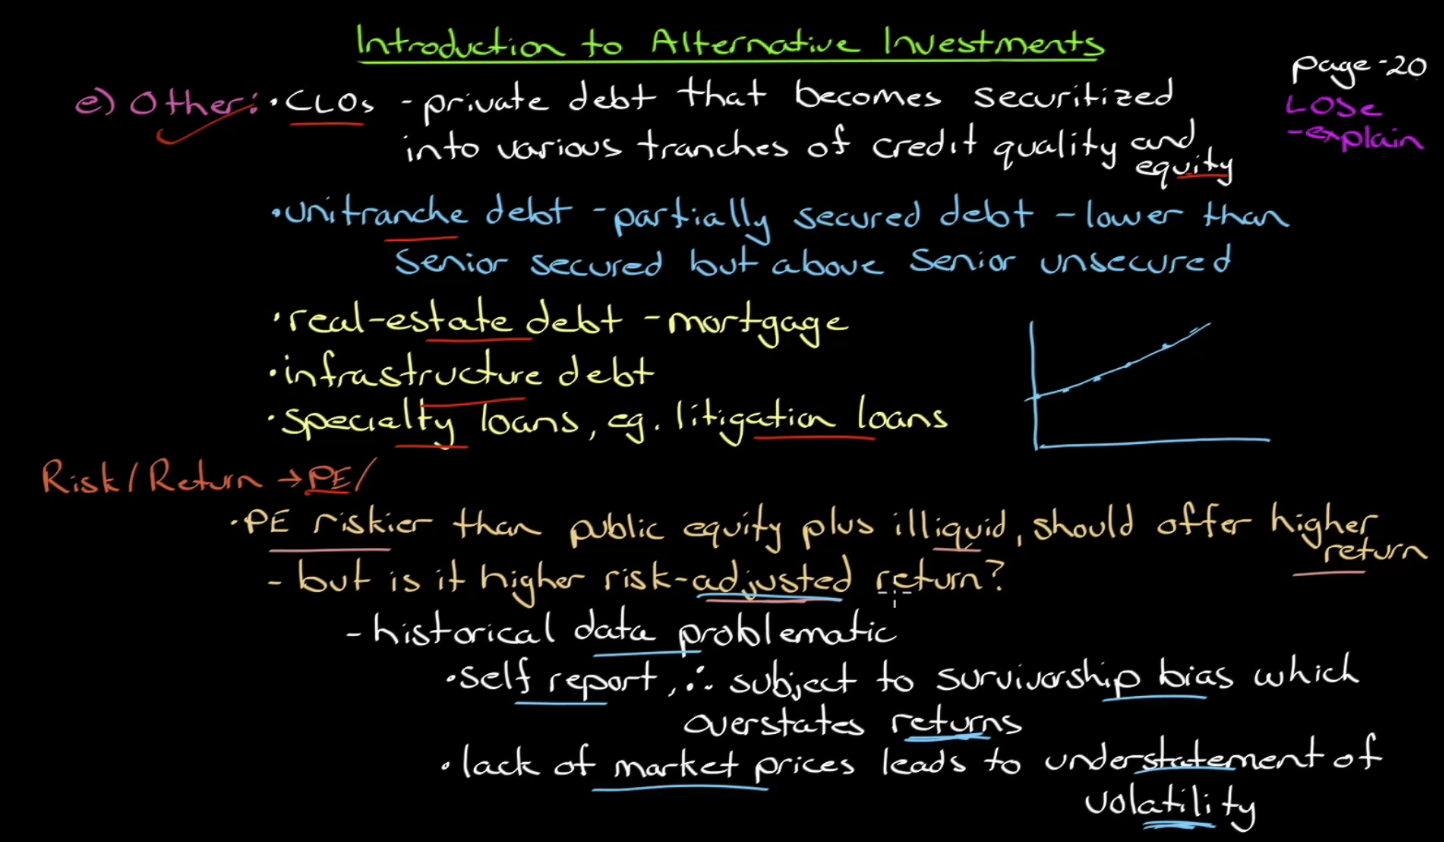 Introduction to Alternative Investments
page-20
LOSc
-explain
e) Other: • CLOs - private debt that becomes securitized
into various tranches of credit quality and
equity
• unitranche debt - partially secured debt - lower than
senior secured but above senior unsecured
• real-estate debt - mortgage
• infrastructure debt
• specialty loans, eg. litigation loans
Risk/Return → PE/
• PE riskier than public equity plus illiquid, should offer higher
return
- but is it higher risk-adjusted return?
- historical data problematic
• self report, ∴ subject to survivorship bias which
overstates returns
• lack of market prices leads to understatement of
volatility